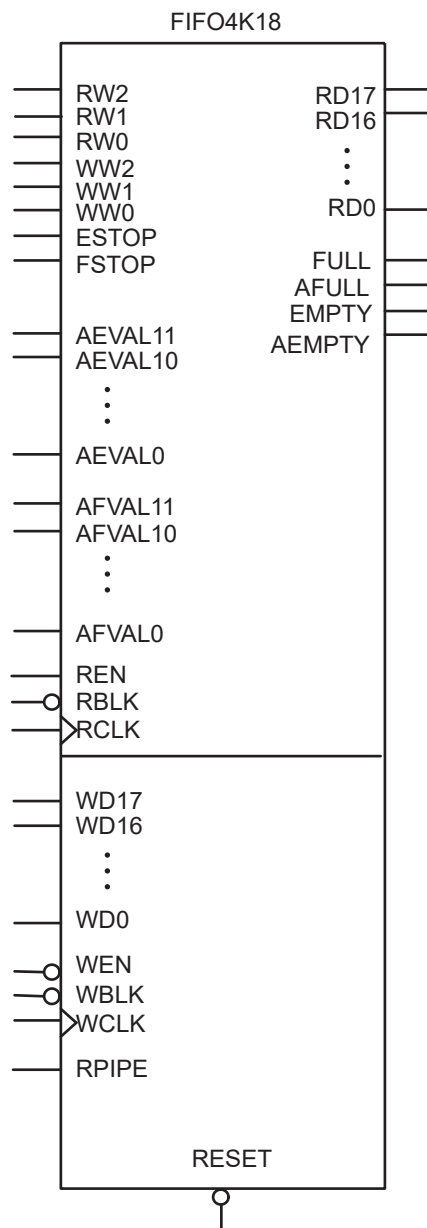 FIFO4K18
RW2
RW1
RW0
WW2
WW1
WW0
ESTOP
FSTOP
AEVAL11
AEVAL10
AEVAL0
AFVAL11
AFVAL10
AFVAL0
REN
RBLK
RCLK
RD17
RD16
RD0
FULL
AFULL
EMPTY
AEMPTY
WD17
WD16
WD0
WEN
WBLK
WCLK
RPIPE
RESET